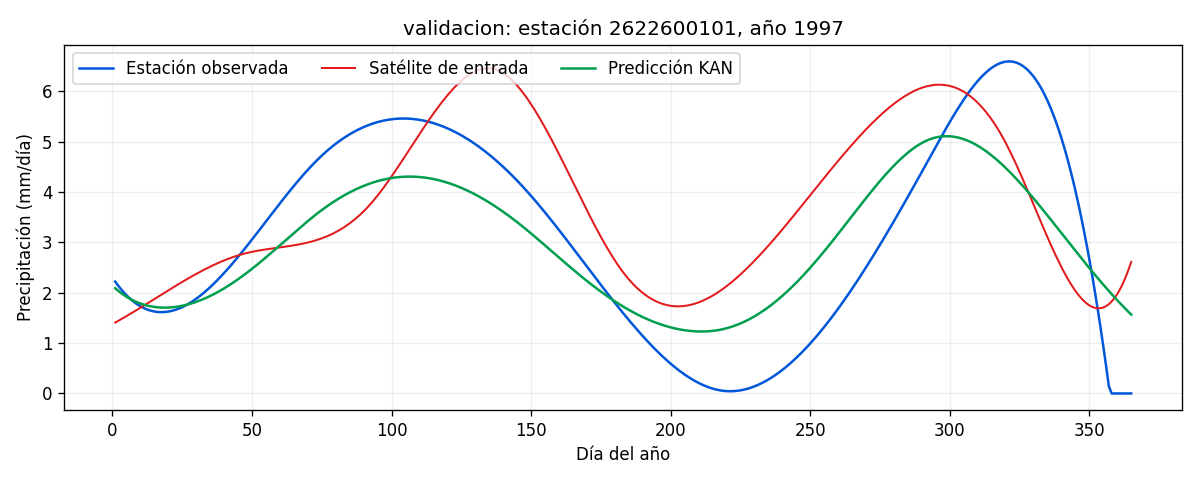 validacion: estación 2622600101, año 1997
Estación observada Satélite de entrada Predicción KAN
Precipitación (mm/día)
6
5
4
3
2
1
0
0 50 100 150 200 250 300 350
Día del año